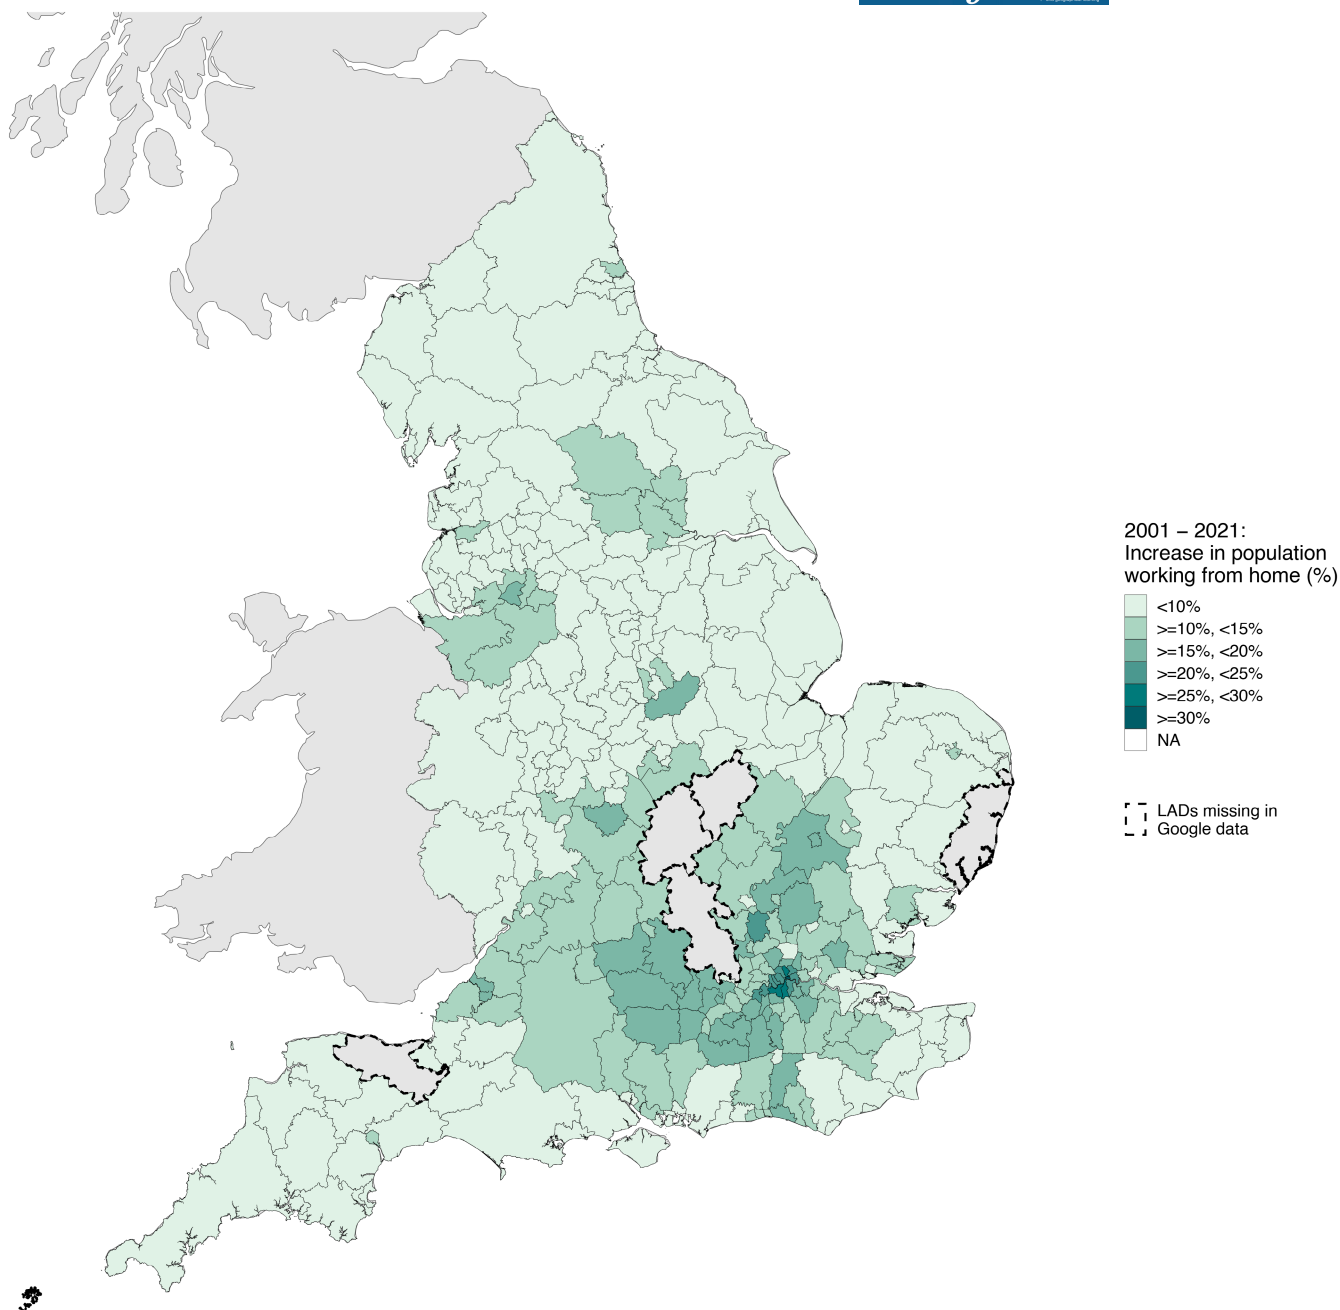 2001 – 2021:
Increase in population
working from home (%)
<10%
>=10%, <15%
>=15%, <20%
>=20%, <25%
>=25%, <30%
>=30%
NA
LADs missing in
Google data